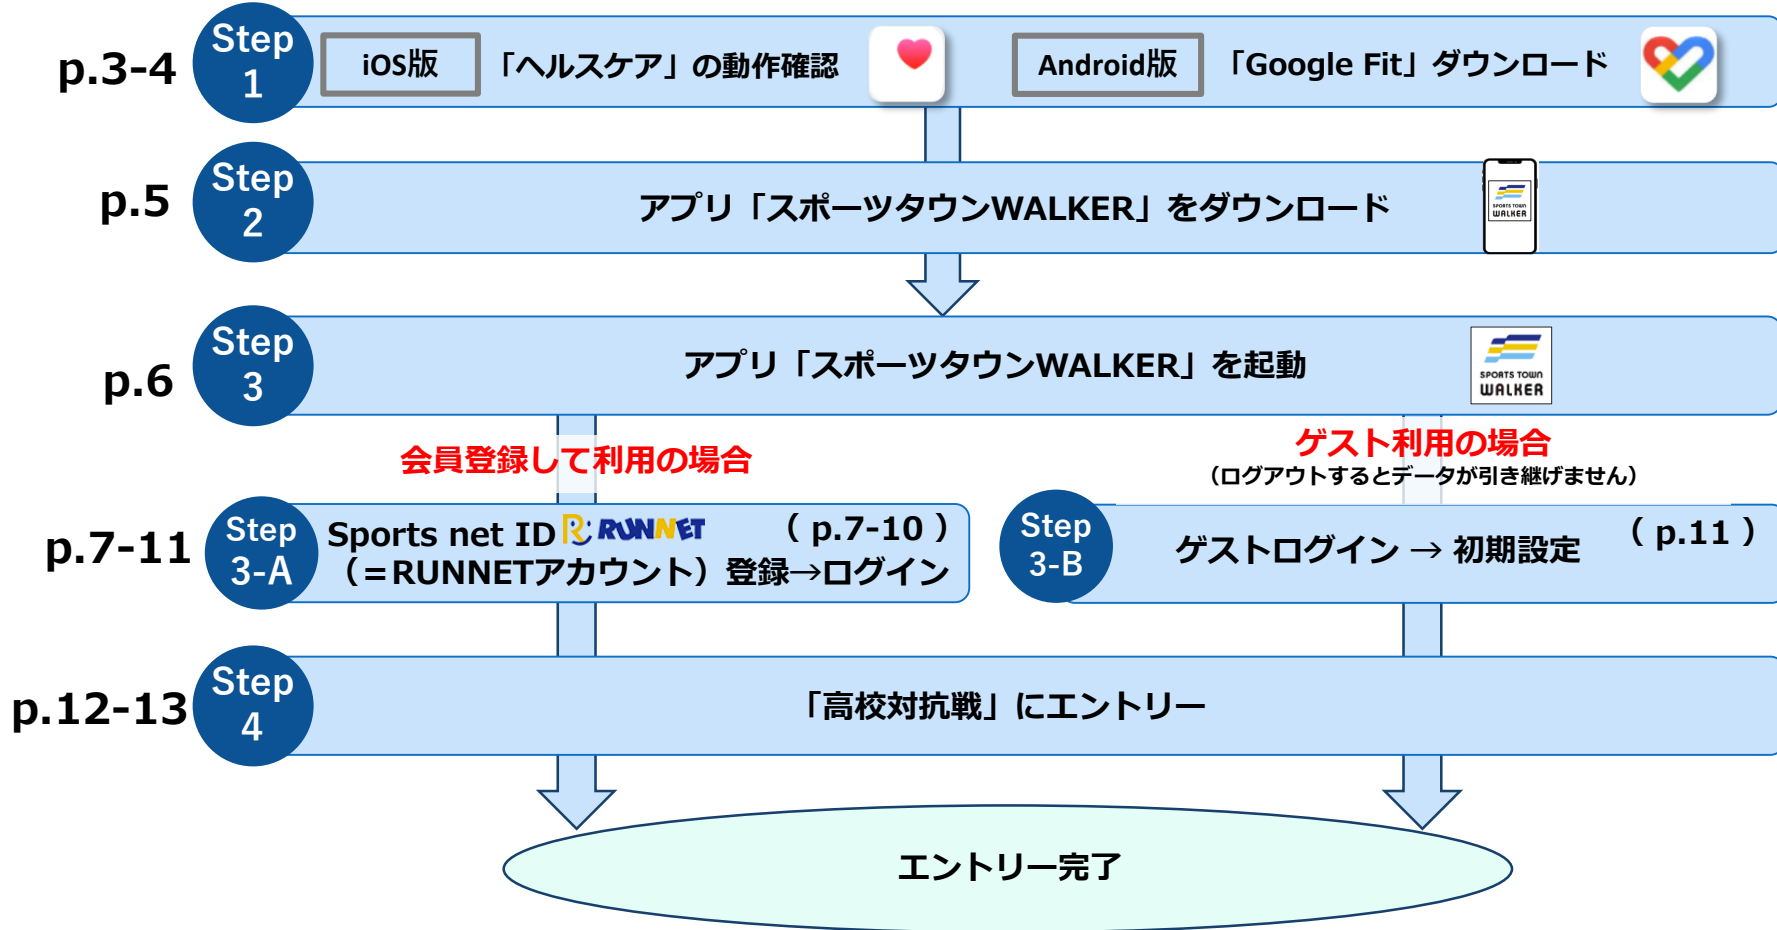 p.3-4
Step
1
iOS版
「ヘルスケア」の動作確認
Android版
「Google Fit」ダウンロード
p.5
Step
2
アプリ「スポーツタウンWALKER」をダウンロード
SPORTS TOWN
WALKER
p.6
Step
3
アプリ「スポーツタウンWALKER」を起動
SPORTS TOWN
WALKER
会員登録して利用の場合
ゲスト利用の場合
（ログアウトするとデータが引き継げません）
p.7-11
Step
3-A
Sports net ID R RUNNET （ p.7-10 ）
（＝RUNNETアカウント）登録→ログイン
Step
3-B
ゲストログイン → 初期設定
（ p.11 ）
p.12-13
Step
4
「高校対抗戦」にエントリー
エントリー完了